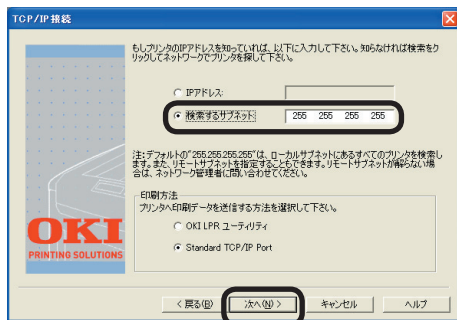 TCP/IP 接続
もしプリンタのIPアドレスを知っていれば、以下に入力して下さい。知らなければ検索をク
リックしてネットワークでプリンタを探して下さい。
IPアドレス:
検索するサブネット: 255 255 255 255
注:デフォルトの"255.255.255.255"は、ローカルサブネットにあるすべてのプリンタを検索し
ます。また、リモートサブネットを指定することもできます。リモートサブネットが解らない場
合は、ネットワーク管理者に問い合わせてください。
印刷方法
プリンタへ印刷データを送信する方法を選択して下さい。
OKI LPR ユーティリティ
Standard TCP/IP Port
OKI
PRINTING SOLUTIONS
< 戻る(B) 次へ(N) > キャンセル ヘルプ